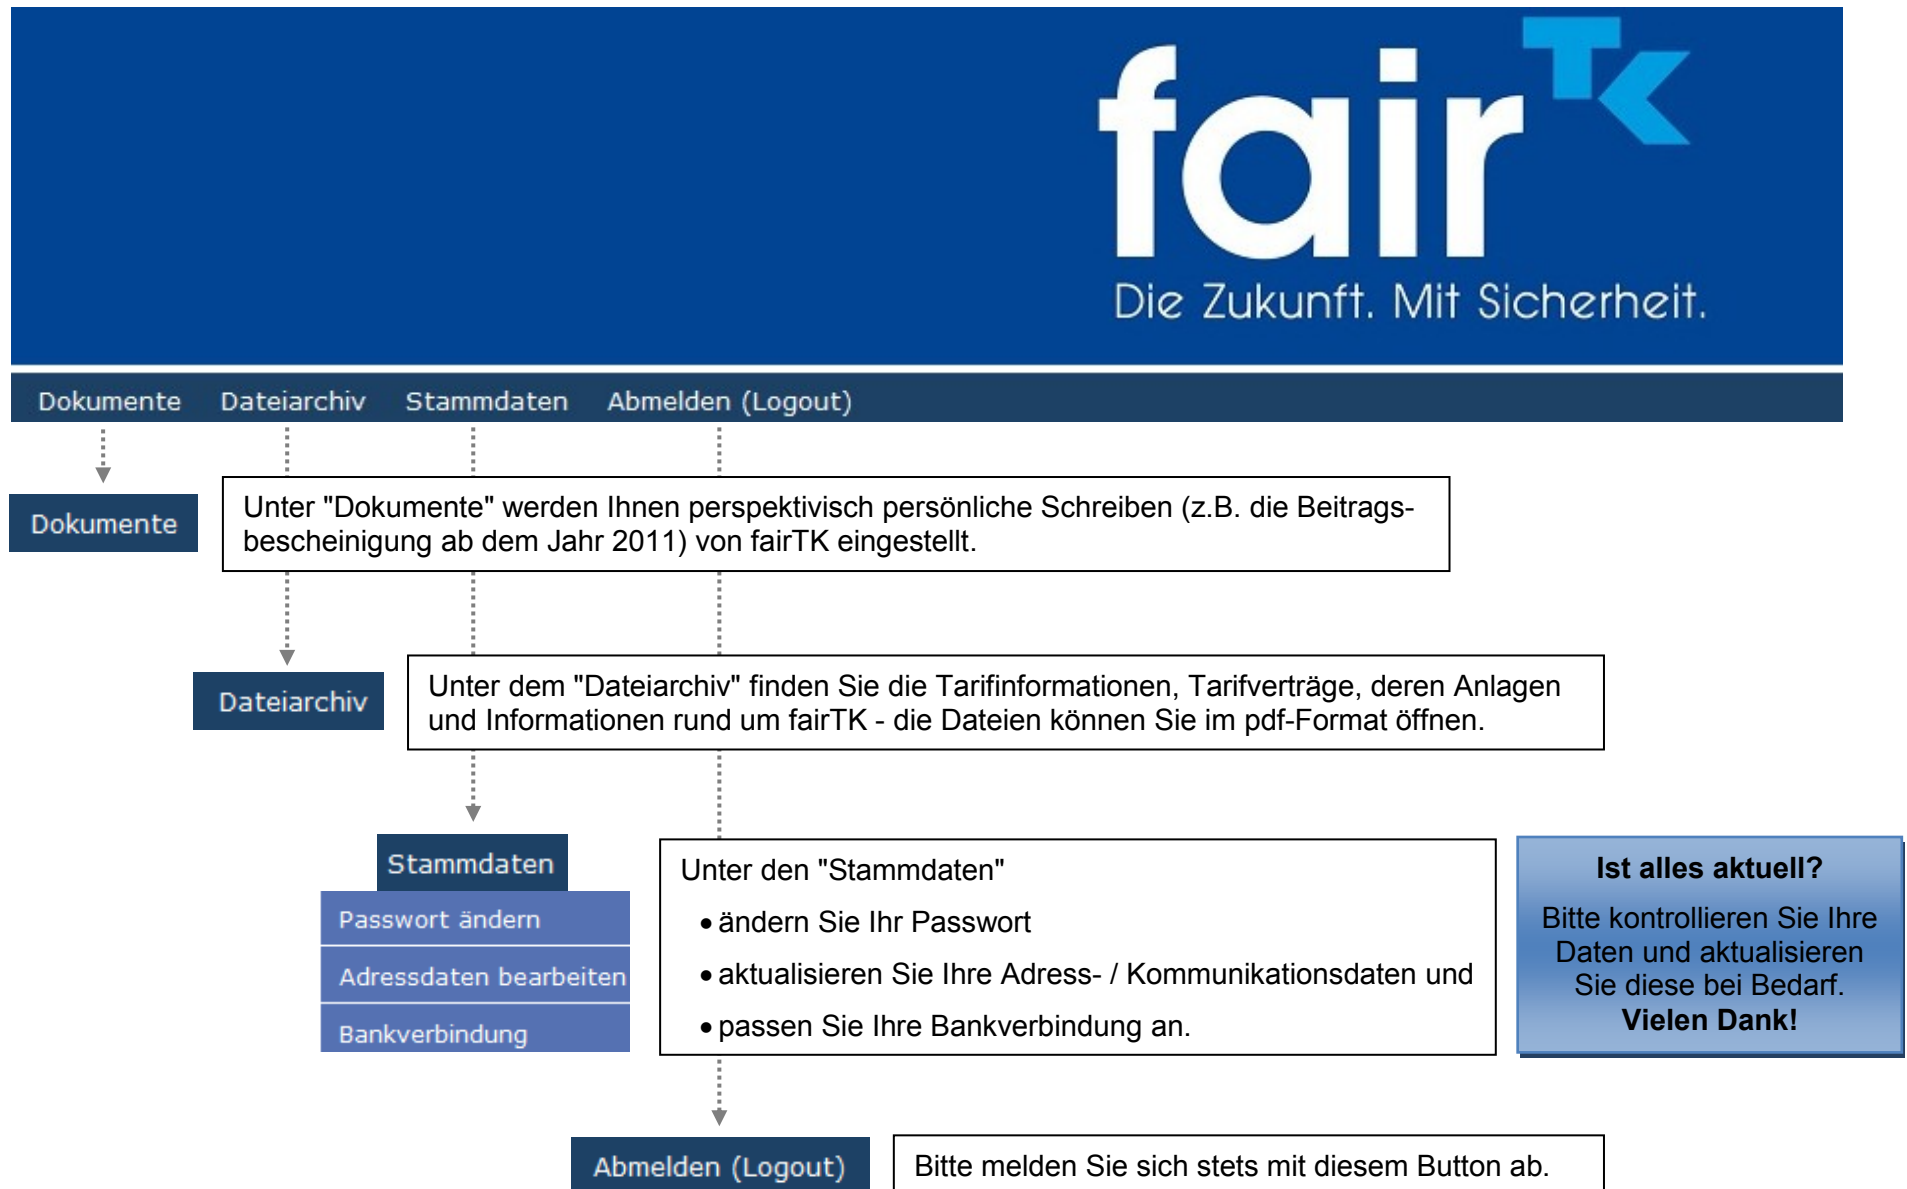 fairTK
Die Zukunft. Mit Sicherheit.
Dokumente Dateiarchiv Stammdaten Abmelden (Logout)
Dokumente
Unter "Dokumente" werden Ihnen perspektivisch persönliche Schreiben (z.B. die Beitrags-
bescheinigung ab dem Jahr 2011) von fairTK eingestellt.
Dateiarchiv
Unter dem "Dateiarchiv" finden Sie die Tarifinformationen, Tarifverträge, deren Anlagen
und Informationen rund um fairTK - die Dateien können Sie im pdf-Format öffnen.
Stammdaten
Passwort ändern
Adressdaten bearbeiten
Bankverbindung
Unter den "Stammdaten"
• ändern Sie Ihr Passwort
• aktualisieren Sie Ihre Adress- / Kommunikationsdaten und
• passen Sie Ihre Bankverbindung an.
Ist alles aktuell?
Bitte kontrollieren Sie Ihre
Daten und aktualisieren
Sie diese bei Bedarf.
Vielen Dank!
Abmelden (Logout)
Bitte melden Sie sich stets mit diesem Button ab.